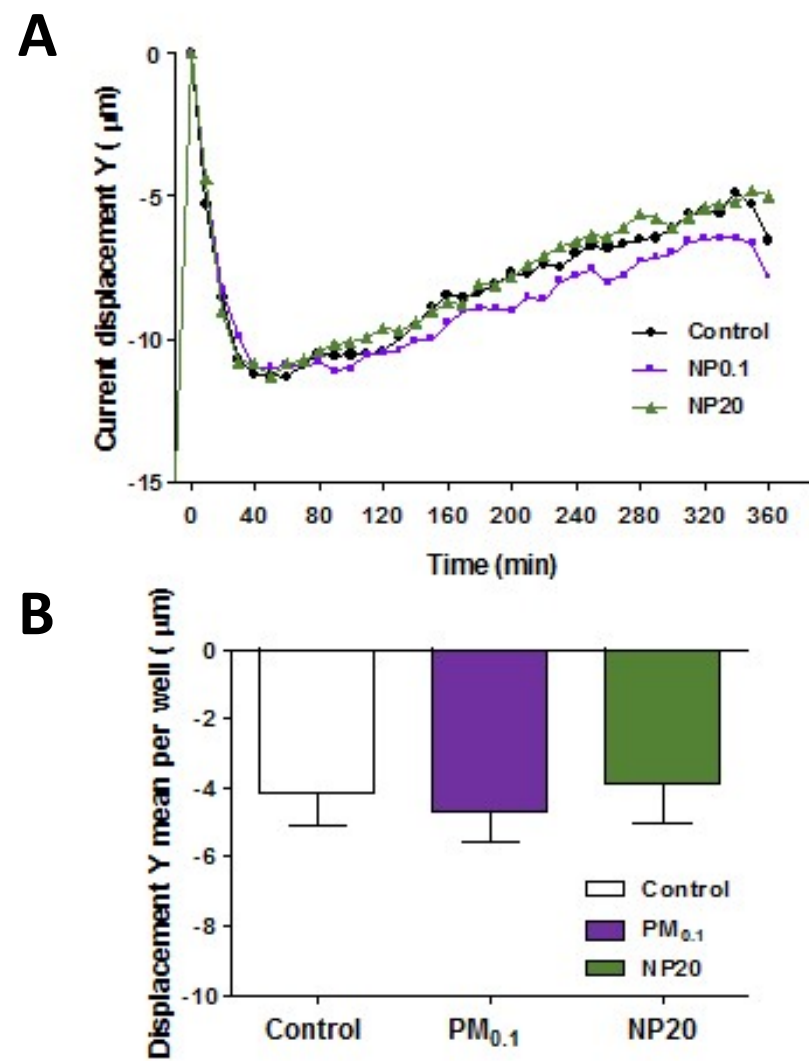 A
Current displacement Y ( μm)
0
-5
-10
-15
Control
NP0.1
NP20
0 40 80 120 160 200 240 280 320 360
Time (min)
B
Displacement Y mean per well ( μm)
0
-2
-4
-6
-8
-10
Control
PM0.1
NP20
Control PM0.1 NP20